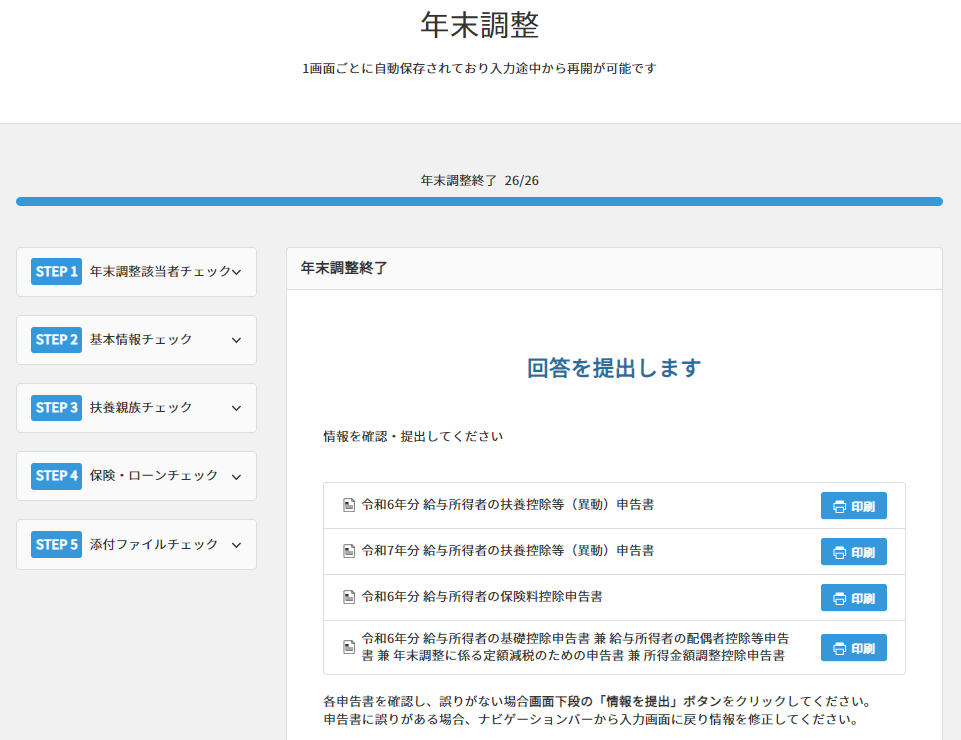 年末調整
1画面ごとに自動保存されており入力途中から再開が可能です
年末調整終了 26/26
STEP 1 年末調整該当者チェック
STEP 2 基本情報チェック
STEP 3 扶養親族チェック
STEP 4 保険・ローンチェック
STEP 5 添付ファイルチェック
年末調整終了
回答を提出します
情報を確認・提出してください
令和6年分 給与所得者の扶養控除等（異動）申告書 印刷
令和7年分 給与所得者の扶養控除等（異動）申告書 印刷
令和6年分 給与所得者の保険料控除申告書 印刷
令和6年分 給与所得者の基礎控除申告書 兼 給与所得者の配偶者控除等申告
書 兼 年末調整に係る定額減税のための申告書 兼 所得金額調整控除申告書 印刷
各申告書を確認し、誤りがない場合画面下段の「情報を提出」ボタンをクリックしてください。
申告書に誤りがある場合、ナビゲーションバーから入力画面に戻り情報を修正してください。